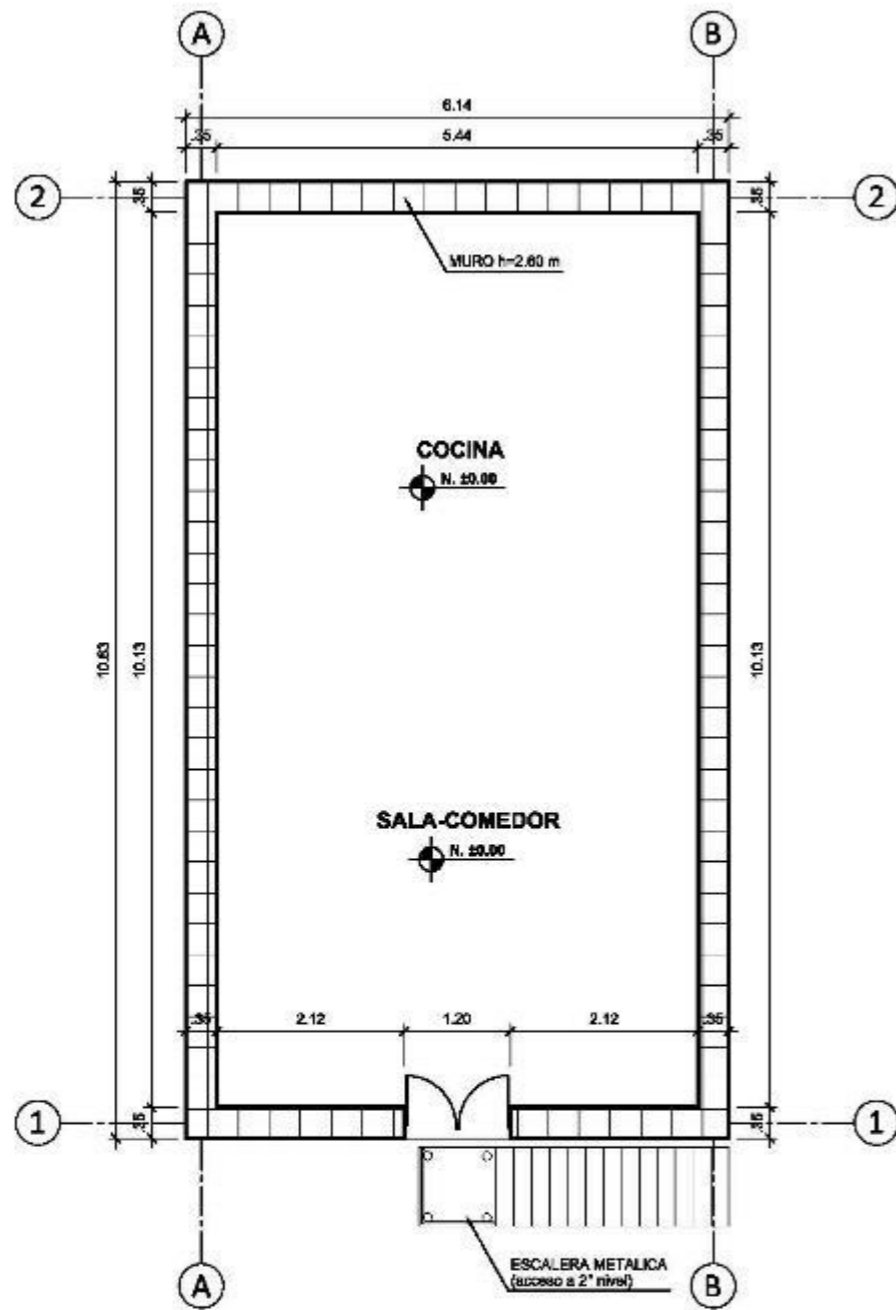 A
B
6.14
.35
5.44
.35
2
.35
.35
2
MURO h=2.60 m
COCINA
N. ±0.00
10.83
10.13
10.13
SALA-COMEDOR
N. ±0.00
.35
2.12
1.20
2.12
.35
1
.35
.35
1
ESCALERA METALICA
(acceso a 2° nivel)
A
B